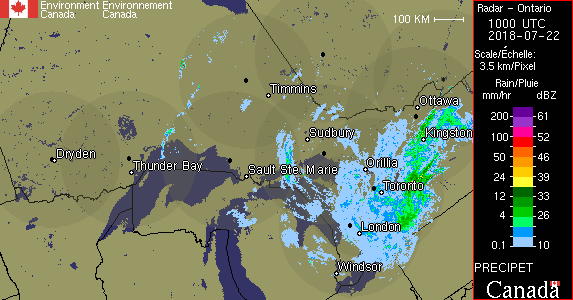 Environment Environnement
Canada Canada
100 KM
Timmins
Ottawa
Sudbury
Kingston
Dryden
Thunder Bay
Sault Ste. Marie
Orillia
Toronto
London
Windsor
Radar - Ontario
1000 UTC
2018-07-22
Scale/Échelle:
3.5 km/Pixel
Rain/Pluie
mm/hr dBZ
200 61
100 52
50 46
24 39
12 33
4 26
0.1 10
PRECIPET
Canada